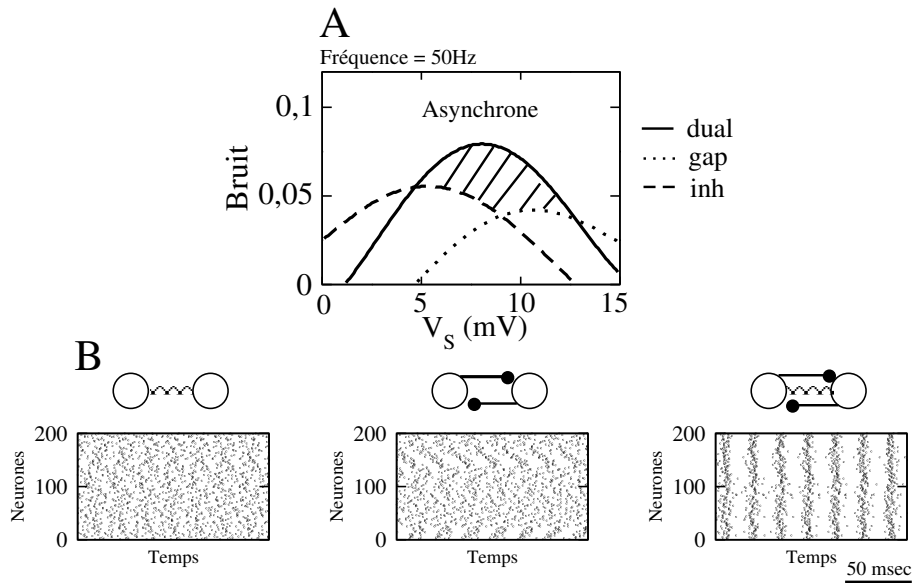 A
Fréquence = 50Hz
Asynchrone
Bruit
0,1
0,05
0
0 5 10 15
V_S (mV)
dual
gap
inh
B
Neurones
200
100
0
Temps
Neurones
200
100
0
Temps
Neurones
200
100
0
Temps
50 msec